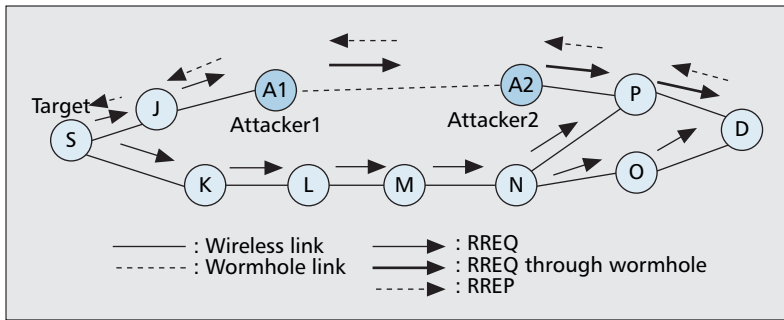 A1
A2
J
P
Target
Attacker1
Attacker2
S
D
K
L
M
N
O
: Wireless link
: RREQ
: Wormhole link
: RREQ through wormhole
: RREP